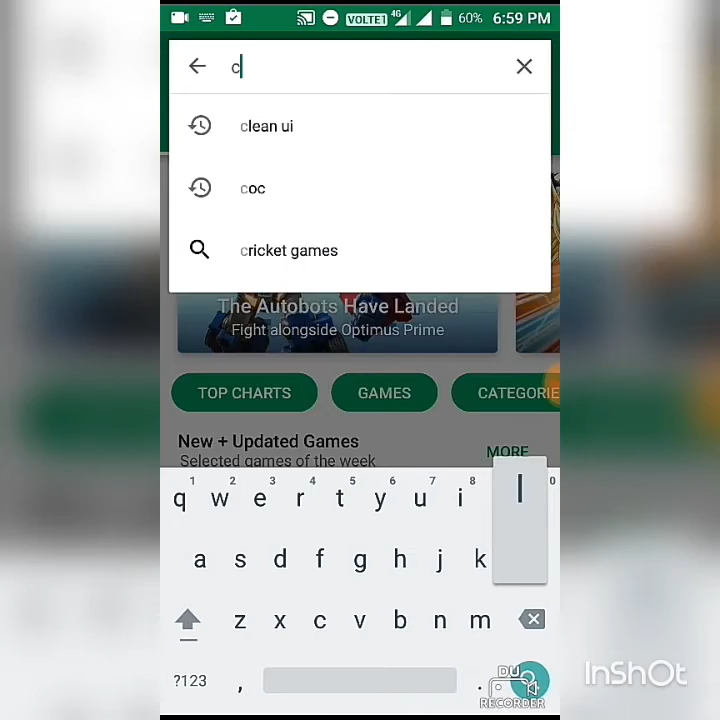 VOLTE1 4G 60% 6:59 PM
c
clean ui
coc
cricket games
The Autobots Have Landed
Fight alongside Optimus Prime
TOP CHARTS GAMES CATEGORIE
New + Updated Games MORE
Selected games of the week
1 2 3 4 5 6 7 8 0
q w e r t y u i
l
a s d f g h j k
z x c v b n m
?123 , .
DU
RECORDER
InShOt